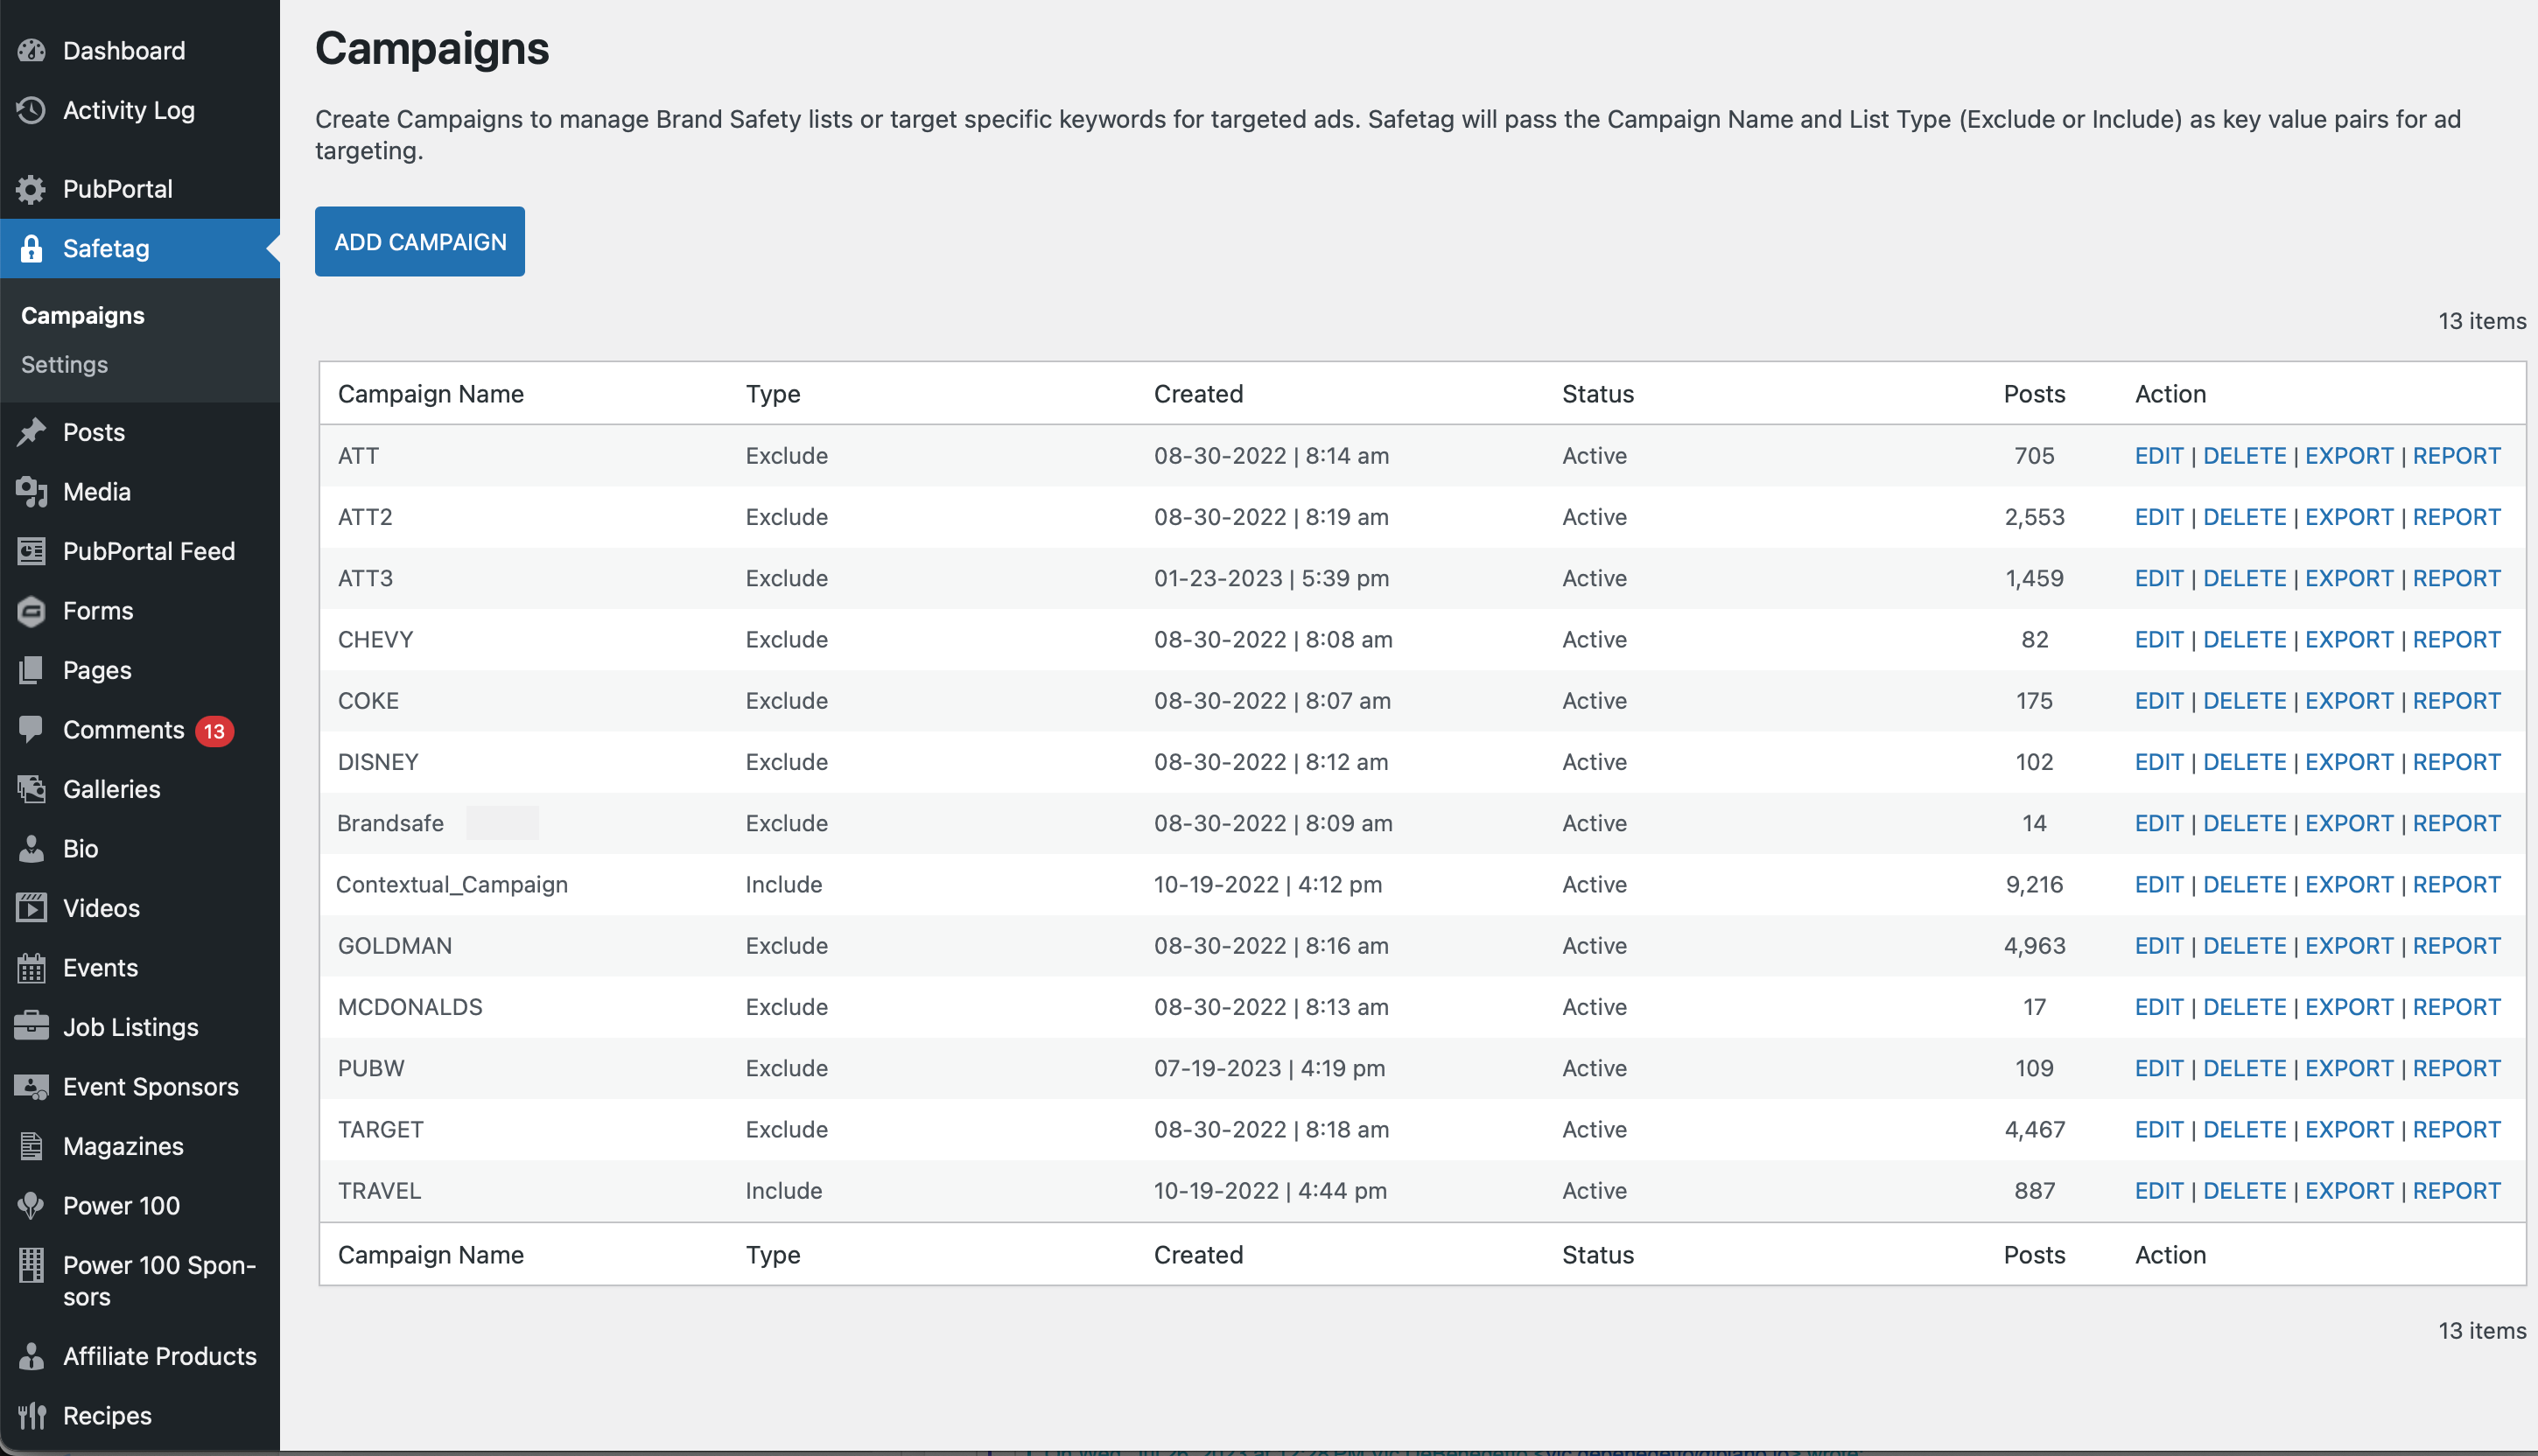 Dashboard
Activity Log
PubPortal
Safetag
Campaigns
Settings
Posts
Media
PubPortal Feed
Forms
Pages
Comments 13
Galleries
Bio
Videos
Events
Job Listings
Event Sponsors
Magazines
Power 100
Power 100 Spon-
sors
Affiliate Products
Recipes
Campaigns
Create Campaigns to manage Brand Safety lists or target specific keywords for targeted ads. Safetag will pass the Campaign Name and List Type (Exclude or Include) as key value pairs for ad
targeting.
ADD CAMPAIGN
13 items
Campaign Name Type Created Status Posts Action
ATT Exclude 08-30-2022 | 8:14 am Active 705 EDIT | DELETE | EXPORT | REPORT
ATT2 Exclude 08-30-2022 | 8:19 am Active 2,553 EDIT | DELETE | EXPORT | REPORT
ATT3 Exclude 01-23-2023 | 5:39 pm Active 1,459 EDIT | DELETE | EXPORT | REPORT
CHEVY Exclude 08-30-2022 | 8:08 am Active 82 EDIT | DELETE | EXPORT | REPORT
COKE Exclude 08-30-2022 | 8:07 am Active 175 EDIT | DELETE | EXPORT | REPORT
DISNEY Exclude 08-30-2022 | 8:12 am Active 102 EDIT | DELETE | EXPORT | REPORT
Brandsafe Exclude 08-30-2022 | 8:09 am Active 14 EDIT | DELETE | EXPORT | REPORT
Contextual_Campaign Include 10-19-2022 | 4:12 pm Active 9,216 EDIT | DELETE | EXPORT | REPORT
GOLDMAN Exclude 08-30-2022 | 8:16 am Active 4,963 EDIT | DELETE | EXPORT | REPORT
MCDONALDS Exclude 08-30-2022 | 8:13 am Active 17 EDIT | DELETE | EXPORT | REPORT
PUBW Exclude 07-19-2023 | 4:19 pm Active 109 EDIT | DELETE | EXPORT | REPORT
TARGET Exclude 08-30-2022 | 8:18 am Active 4,467 EDIT | DELETE | EXPORT | REPORT
TRAVEL Include 10-19-2022 | 4:44 pm Active 887 EDIT | DELETE | EXPORT | REPORT
Campaign Name Type Created Status Posts Action
13 items